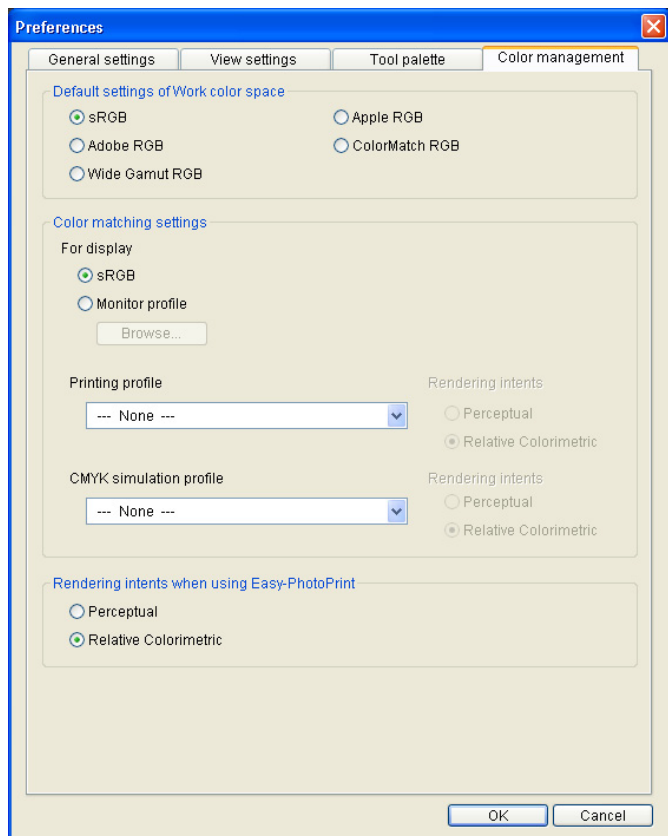 Preferences
General settings
View settings
Tool palette
Color management
Default settings of Work color space
sRGB
Apple RGB
Adobe RGB
ColorMatch RGB
Wide Gamut RGB
Color matching settings
For display
sRGB
Monitor profile
Browse...
Printing profile
Rendering intents
--- None ---
Perceptual
Relative Colorimetric
CMYK simulation profile
Rendering intents
--- None ---
Perceptual
Relative Colorimetric
Rendering intents when using Easy-PhotoPrint
Perceptual
Relative Colorimetric
OK
Cancel